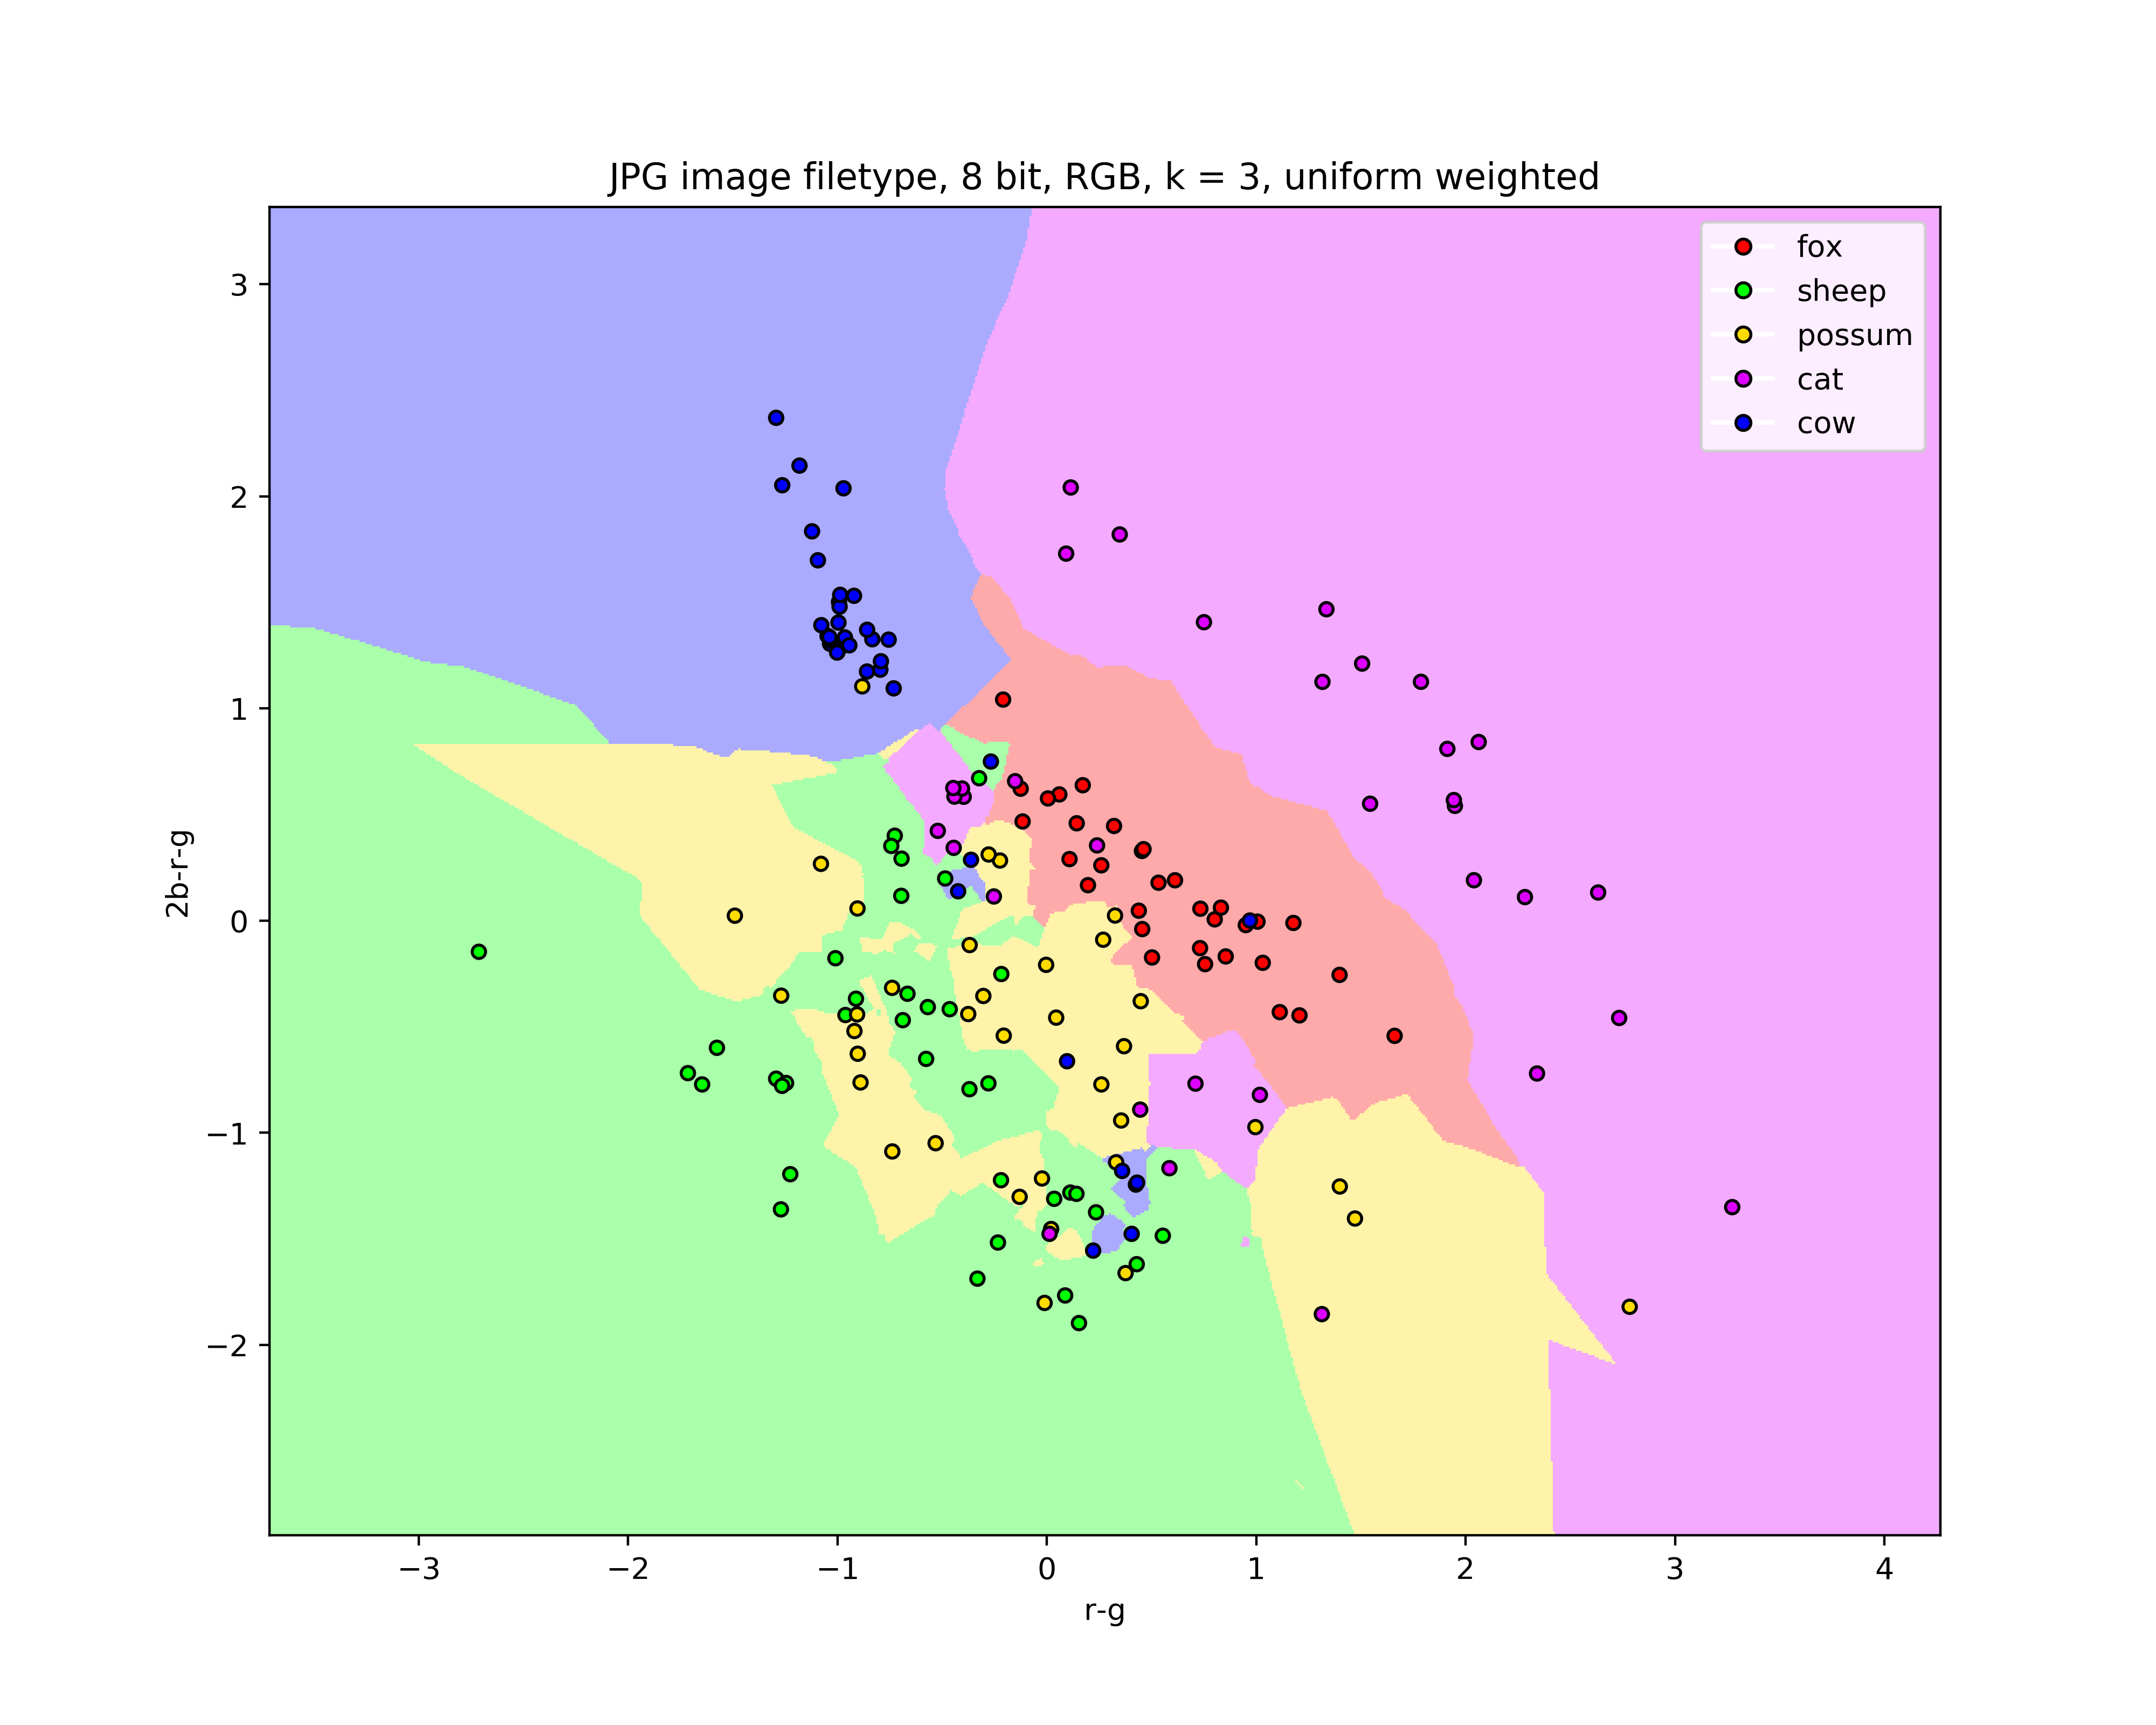 JPG image filetype, 8 bit, RGB, k = 3, uniform weighted
fox
sheep
possum
cat
cow
3
2
1
0
−1
−2
2b-r-g
−3
−2
−1
0
1
2
3
4
r-g